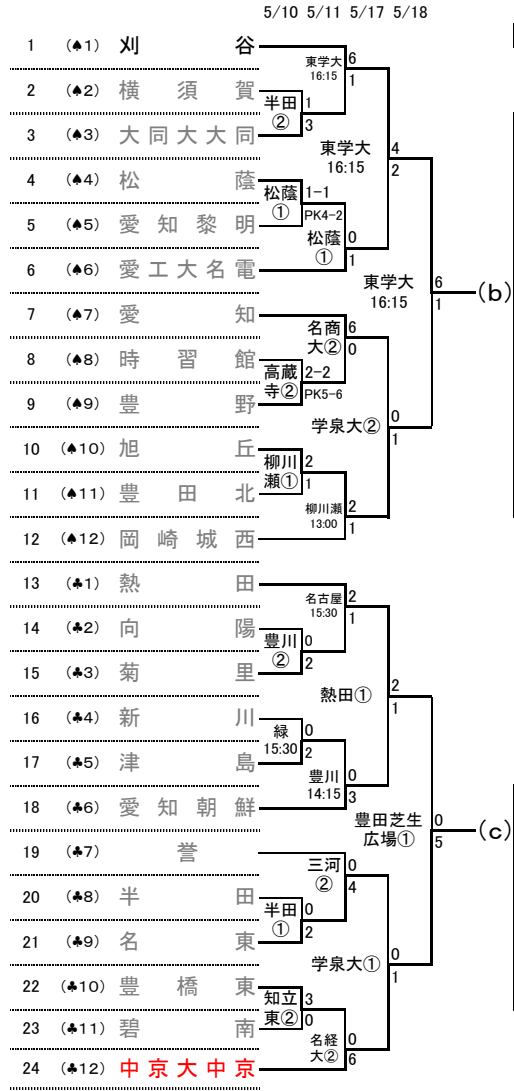 5/10 5/11 5/17 5/18
1 (♠1) 刈谷
2 (♠2) 横須賀
3 (♠3) 大同大大同
4 (♠4) 松蔭
5 (♠5) 愛知黎明
6 (♠6) 愛工大名電
7 (♠7) 愛知
8 (♠8) 時習館
9 (♠9) 豊野
10 (♠10) 旭丘
11 (♠11) 豊田北
12 (♠12) 岡崎城西
13 (♣1) 熱田
14 (♣2) 向陽
15 (♣3) 菊里
16 (♣4) 新川
17 (♣5) 津島
18 (♣6) 愛知朝鮮
19 (♣7) 誉
20 (♣8) 半田
21 (♣9) 名東
22 (♣10) 豊橋東
23 (♣11) 碧南
24 (♣12) 中京大中京
半田
②
1
3
松蔭
①
1-1
PK4-2
高蔵
寺②
2-2
PK5-6
柳川
瀬①
2
1
豊川
②
0
2
緑
15:30
0
2
半田
①
0
2
知立
東②
3
0
東学大
16:15
6
1
松蔭
①
0
1
名商
大②
6
0
柳川瀬
13:00
2
1
名古屋
15:30
2
1
豊川
14:15
0
3
三河
②
0
4
名経
大②
0
6
東学大
16:15
4
2
学泉大②
0
1
熱田①
2
1
学泉大①
0
1
東学大
16:15
6
1
(b)
豊田芝生
広場①
0
5
(c)